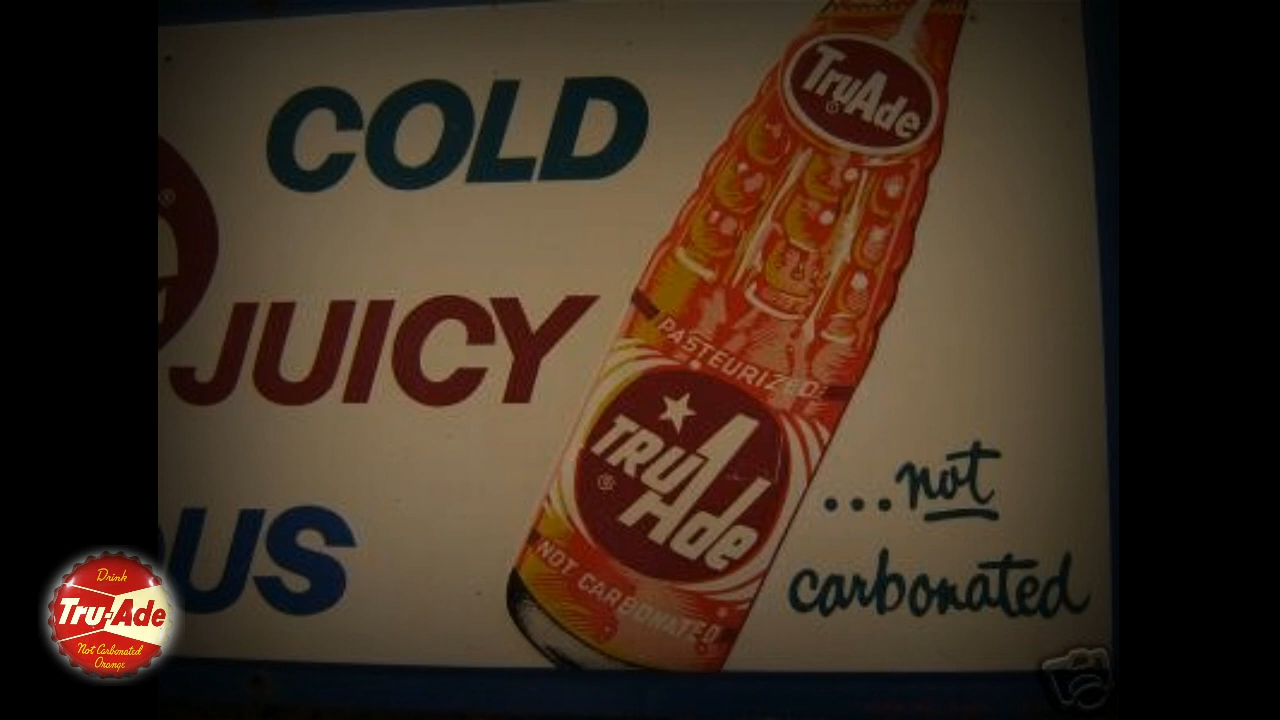 COLD
TruAde
JUICY
PASTEURIZED
TRU Ade
...not
carbonated
US
NOT CARBONATED
Drink
Tru-Ade
Not Carbonated
Orange